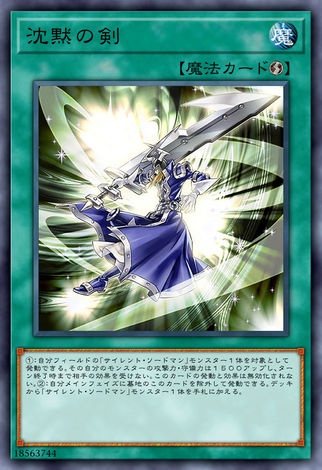 沈黙の剣
魔
【魔法カード】
①:自分フィールドの「サイレント・ソードマン」モンスター1体を対象として
発動できる。その自分のモンスターの攻撃力・守備力は1500アップし、ターン
終了時まで相手の効果を受けない。このカードの発動と効果は無効化されな
い。②:自分メインフェイズに墓地のこのカードを除外して発動できる。デッキ
から「サイレント・ソードマン」モンスター1体を手札に加える。
18563744